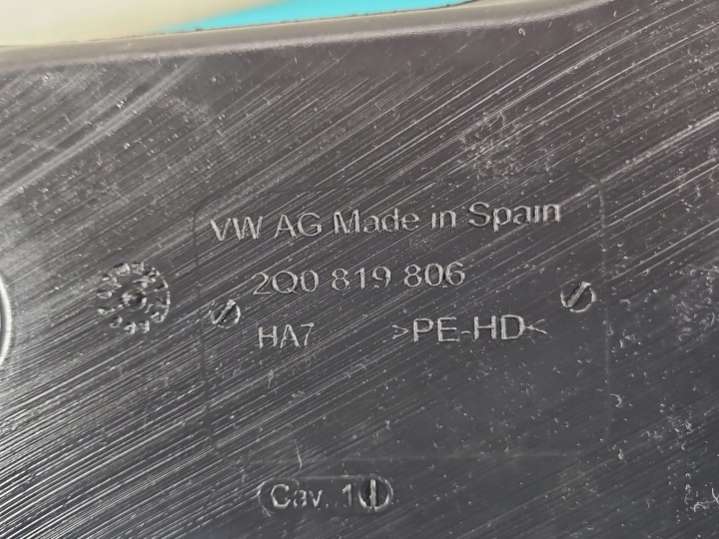 VW AG Made in Spain
2Q0 819 806
HA7 >PE-HD<
Cav. 1